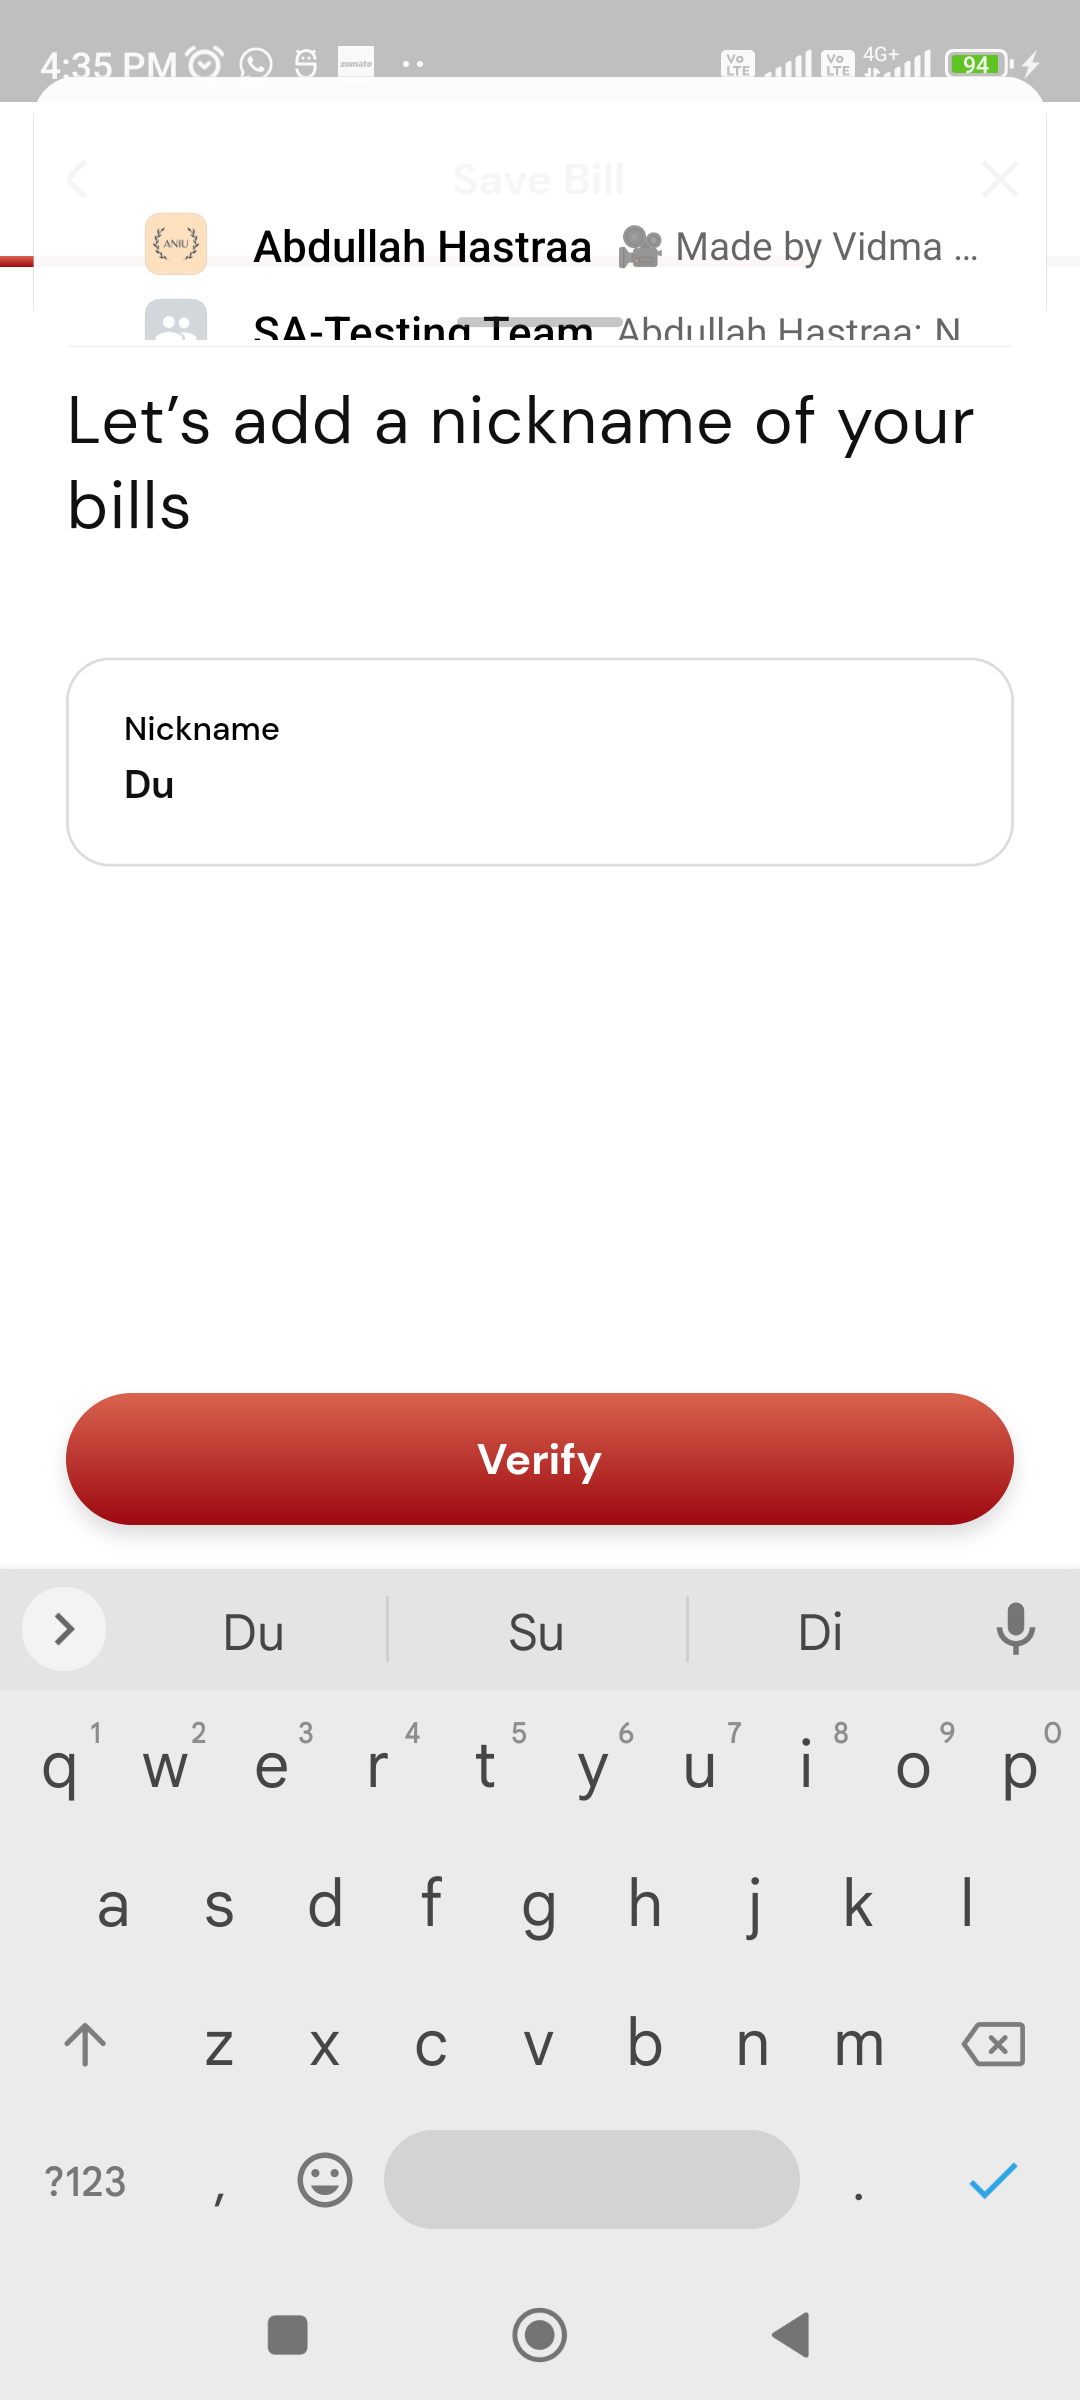 4:35 PM
zomato
Vo LTE
Vo LTE
4G+
94
Save Bill
ANIU
Abdullah Hastraa 🎥 Made by Vidma ...
SA-Testing Team Abdullah Hastraa: N
Let’s add a nickname of your
bills
Nickname
Du
Verify
Du Su Di
1 2 3 4 5 6 7 8 9 0
q w e r t y u i o p
a s d f g h j k l
z x c v b n m
?123 , .